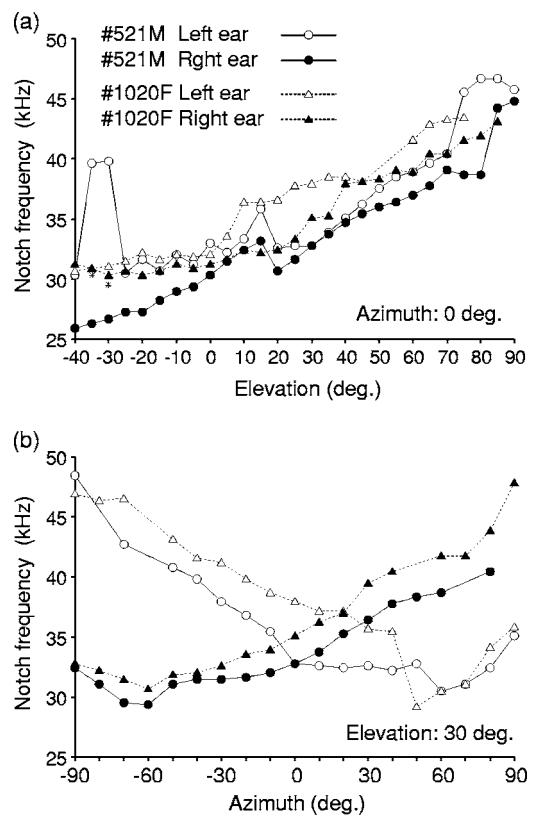 (a)
50
#521M Left ear
#521M Rght ear
#1020F Left ear
#1020F Right ear
45
40
35
30
25
Notch frequency (kHz)
* *
Azimuth: 0 deg.
-40 -30 -20 -10 0 10 20 30 40 50 60 70 80 90
Elevation (deg.)
(b)
50
45
40
35
30
25
Notch frequency (kHz)
Elevation: 30 deg.
-90 -60 -30 0 30 60 90
Azimuth (deg.)